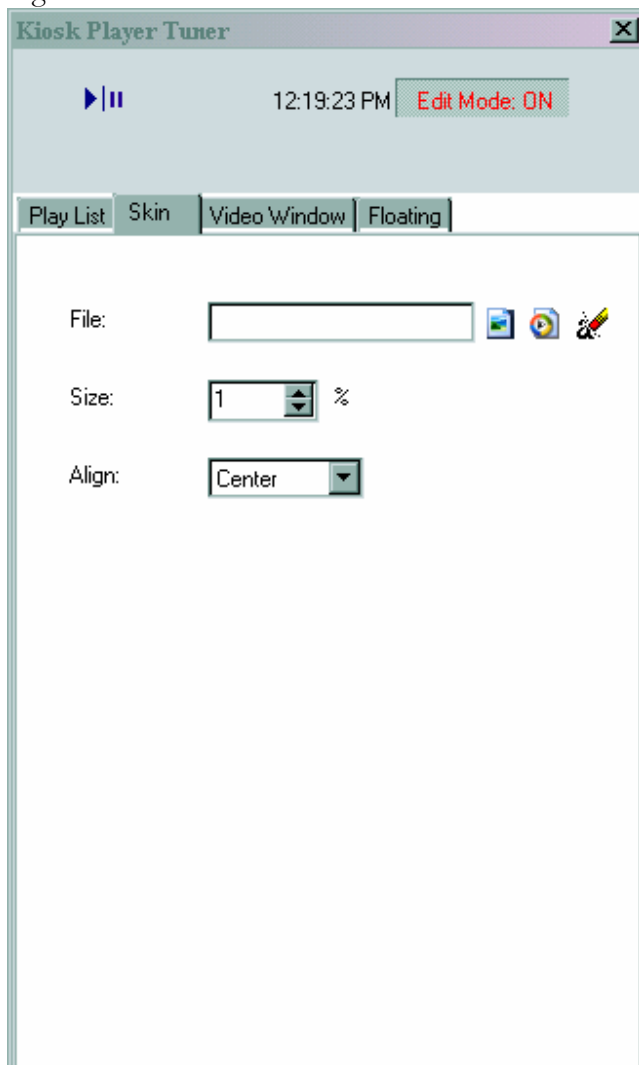 Kiosk Player Tuner
12:19:23 PM Edit Mode: ON
Play List Skin Video Window Floating
File:
Size: 1 %
Align: Center